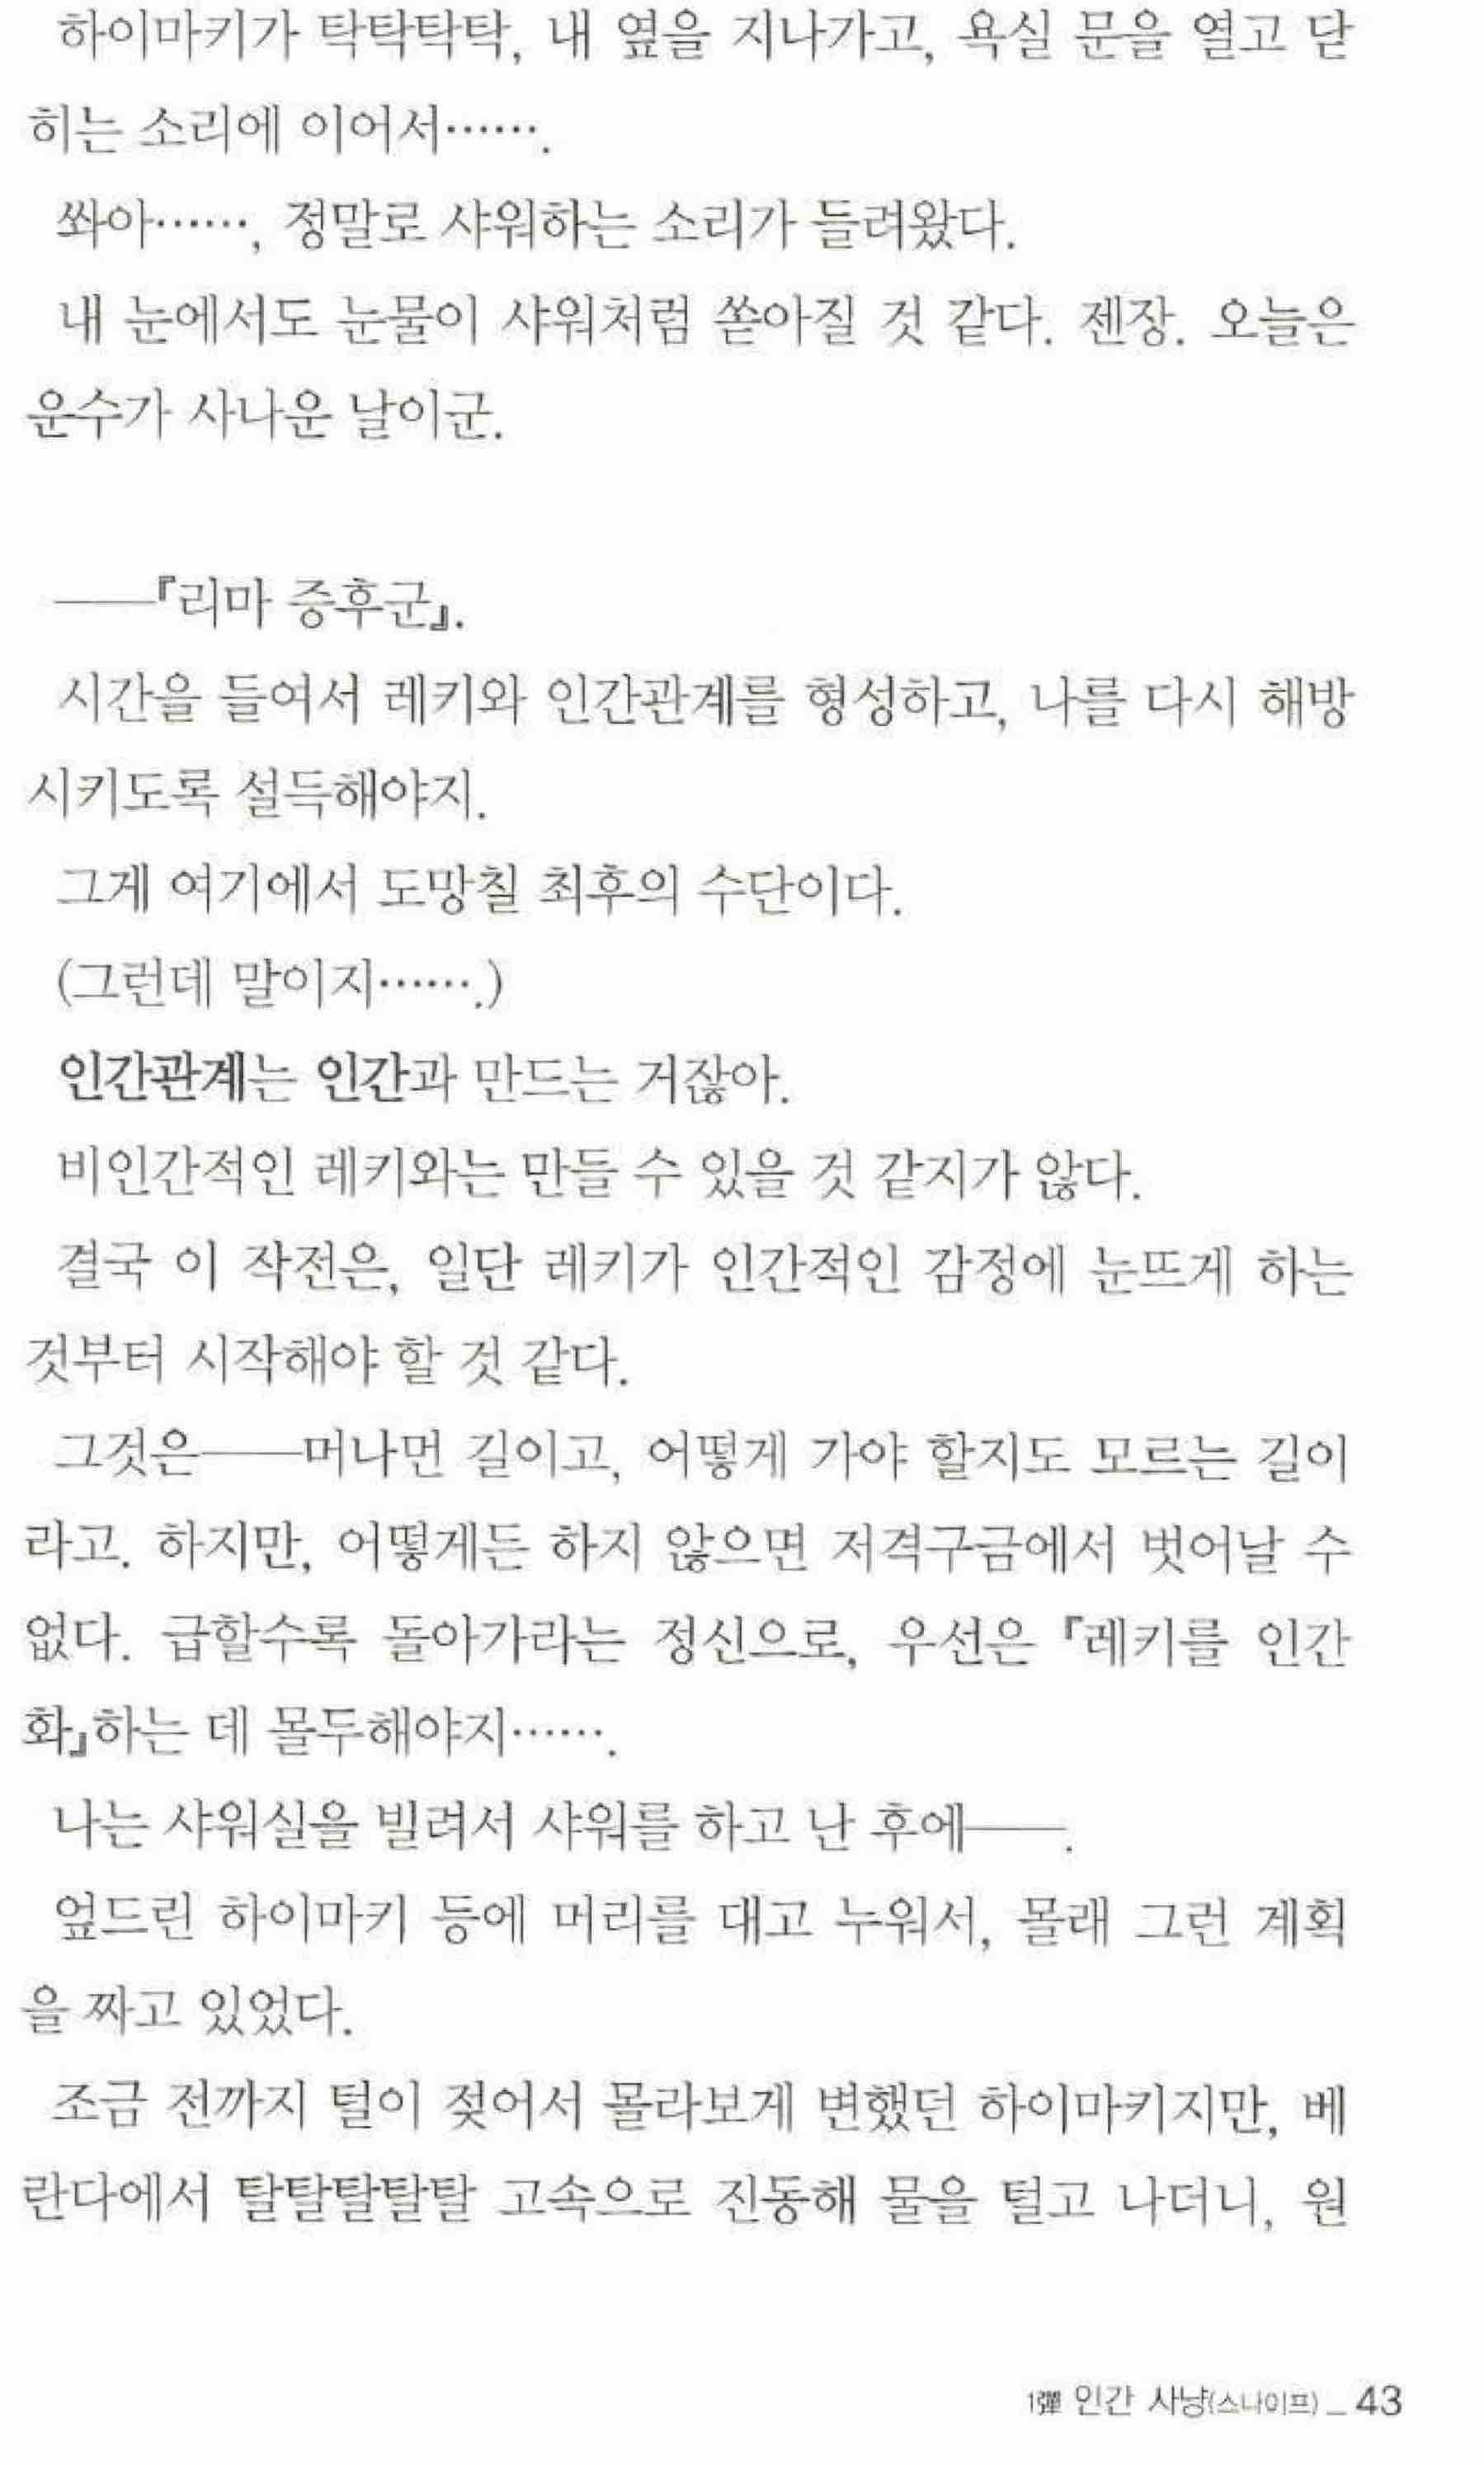 하이마키가 탁탁탁탁, 내 옆을 지나가고, 욕실 문을 열고 닫
히는 소리에 이어서…….
쏴아……, 정말로 샤워하는 소리가 들려왔다.
내 눈에서도 눈물이 샤워처럼 쏟아질 것 같다. 젠장. 오늘은
운수가 사나운 날이군.
――『리마 증후군』.
시간을 들여서 레키와 인간관계를 형성하고, 나를 다시 해방
시키도록 설득해야지.
그게 여기에서 도망칠 최후의 수단이다.
(그런데 말이지…….)
인간관계는 인간과 만드는 거잖아.
비인간적인 레키와는 만들 수 있을 것 같지가 않다.
결국 이 작전은, 일단 레키가 인간적인 감정에 눈뜨게 하는
것부터 시작해야 할 것 같다.
그것은――머나먼 길이고, 어떻게 가야 할지도 모르는 길이
라고. 하지만, 어떻게든 하지 않으면 저격구금에서 벗어날 수
없다. 급할수록 돌아가라는 정신으로, 우선은 『레키를 인간
화』하는 데 몰두해야지…….
나는 샤워실을 빌려서 샤워를 하고 난 후에――.
엎드린 하이마키 등에 머리를 대고 누워서, 몰래 그런 계획
을 짜고 있었다.
조금 전까지 털이 젖어서 몰라보게 변했던 하이마키지만, 베
란다에서 탈탈탈탈탈 고속으로 진동해 물을 털고 나더니, 원
1彈 인간 사냥(스나이프) _ 43